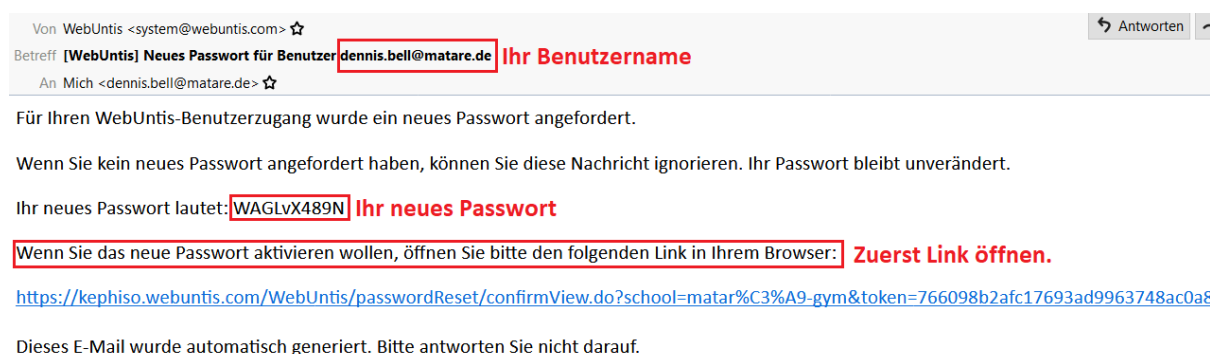 Von WebUntis <system@webuntis.com>
Antworten
Betreff [WebUntis] Neues Passwort für Benutzer dennis.bell@matare.de Ihr Benutzername
An Mich <dennis.bell@matare.de>
Für Ihren WebUntis-Benutzerzugang wurde ein neues Passwort angefordert.
Wenn Sie kein neues Passwort angefordert haben, können Sie diese Nachricht ignorieren. Ihr Passwort bleibt unverändert.
Ihr neues Passwort lautet: WAGLvX489N Ihr neues Passwort
Wenn Sie das neue Passwort aktivieren wollen, öffnen Sie bitte den folgenden Link in Ihrem Browser: Zuerst Link öffnen.
https://kephiso.webuntis.com/WebUntis/passwordReset/confirmView.do?school=matar%C3%A9-gym&token=766098b2afc17693ad9963748ac0a8
Dieses E-Mail wurde automatisch generiert. Bitte antworten Sie nicht darauf.